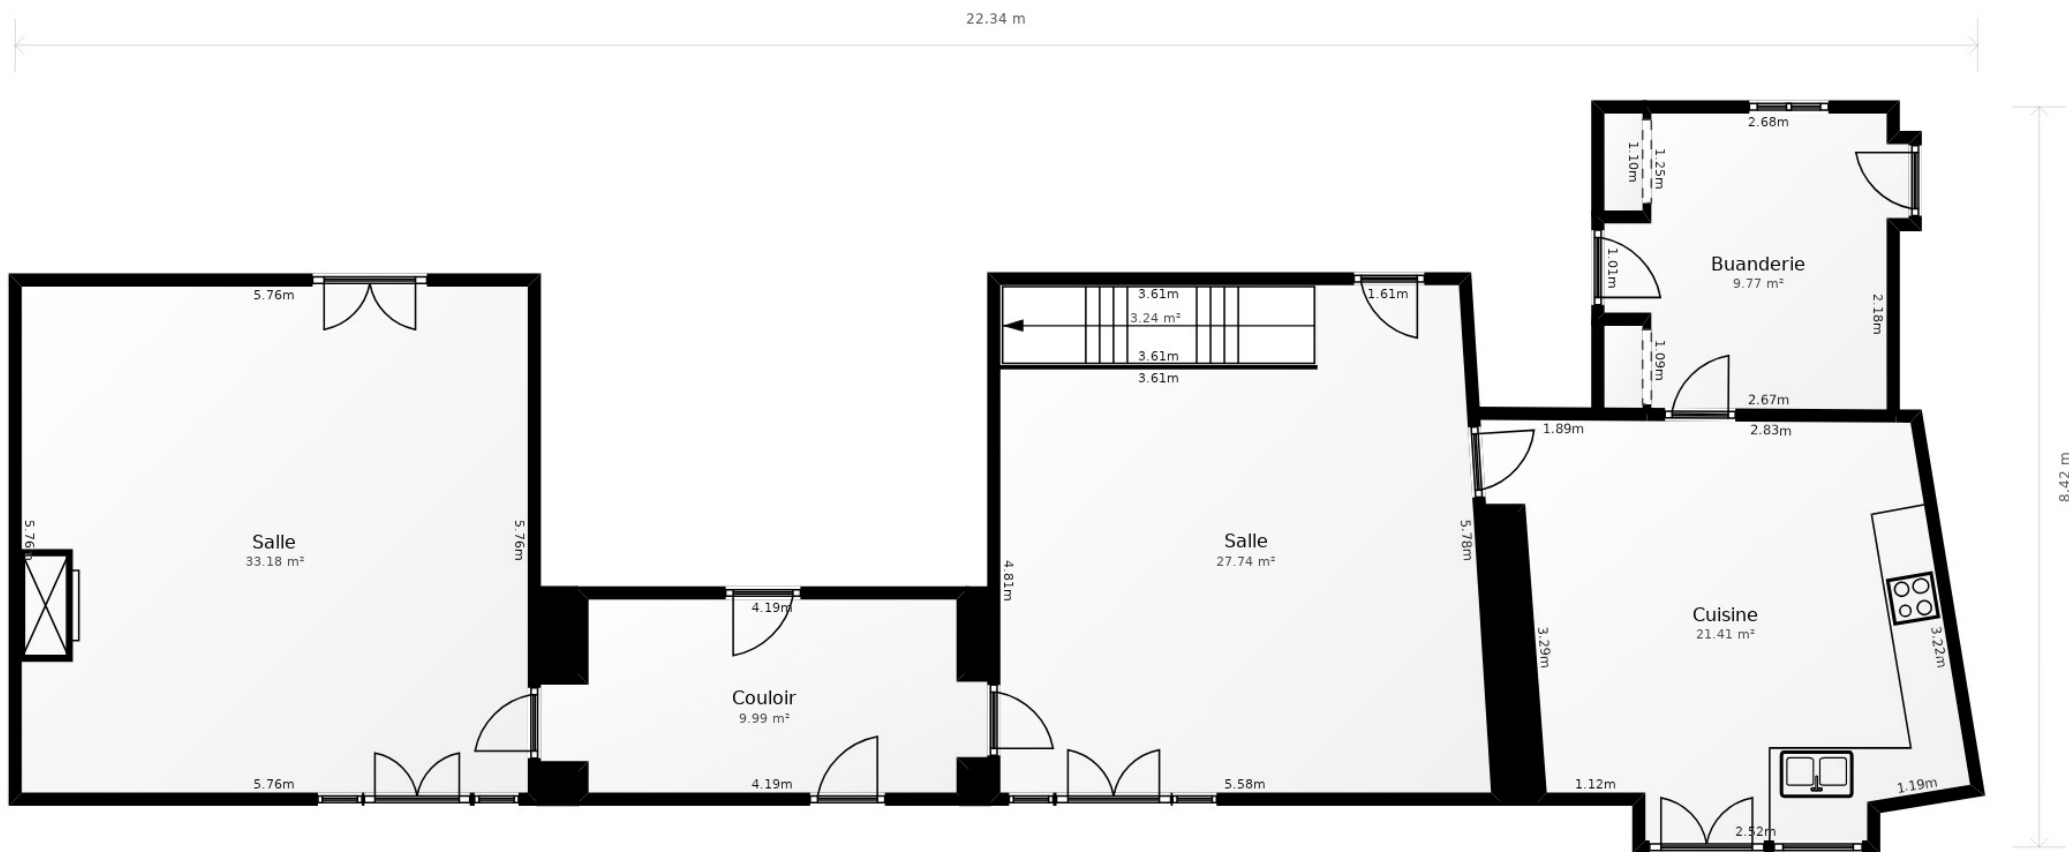 22.34 m
8.42 m
5.76m
Salle
33.18 m²
5.76m
5.76m
5.76m
4.19m
Couloir
9.99 m²
4.19m
3.61m
3.24 m²
3.61m
3.61m
1.61m
4.81m
Salle
27.74 m²
5.78m
5.58m
2.68m
1.10m
1.25m
1.01m
Buanderie
9.77 m²
2.18m
1.09m
2.67m
1.89m
2.83m
Cuisine
21.41 m²
3.29m
3.22m
1.12m
1.19m
2.52m